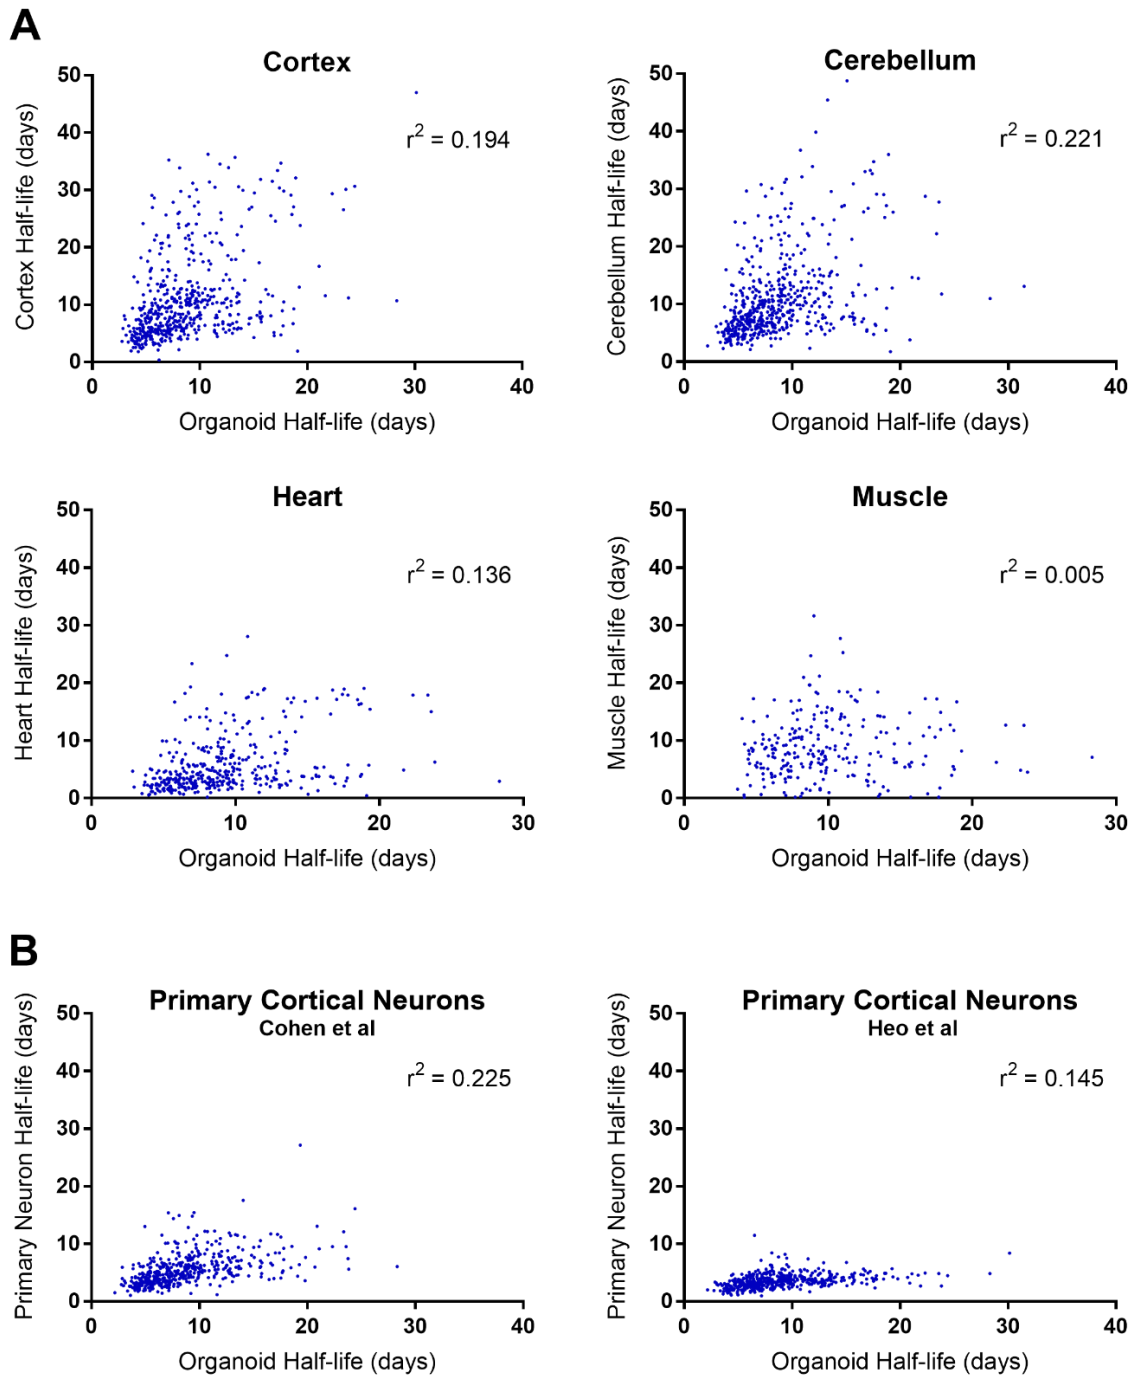 A
Cortex
Cortex Half-life (days)
r² = 0.194
50
40
30
20
10
0
0 10 20 30 40
Organoid Half-life (days)
Cerebellum
Cerebellum Half-life (days)
r² = 0.221
50
40
30
20
10
0
0 10 20 30 40
Organoid Half-life (days)
Heart
Heart Half-life (days)
r² = 0.136
50
40
30
20
10
0
0 10 20 30
Organoid Half-life (days)
Muscle
Muscle Half-life (days)
r² = 0.005
50
40
30
20
10
0
0 10 20 30
Organoid Half-life (days)
B
Primary Cortical Neurons
Cohen et al
Primary Neuron Half-life (days)
r² = 0.225
50
40
30
20
10
0
0 10 20 30 40
Organoid Half-life (days)
Primary Cortical Neurons
Heo et al
Primary Neuron Half-life (days)
r² = 0.145
50
40
30
20
10
0
0 10 20 30 40
Organoid Half-life (days)